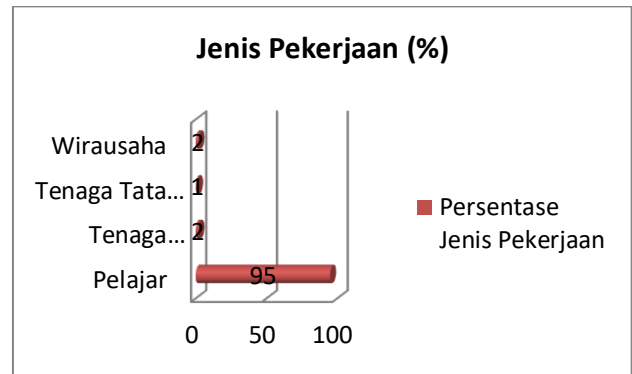 Jenis Pekerjaan (%)
Wirausaha 2
Tenaga Tata... 1
Tenaga... 2
Pelajar 95
0 50 100
Persentase
Jenis Pekerjaan